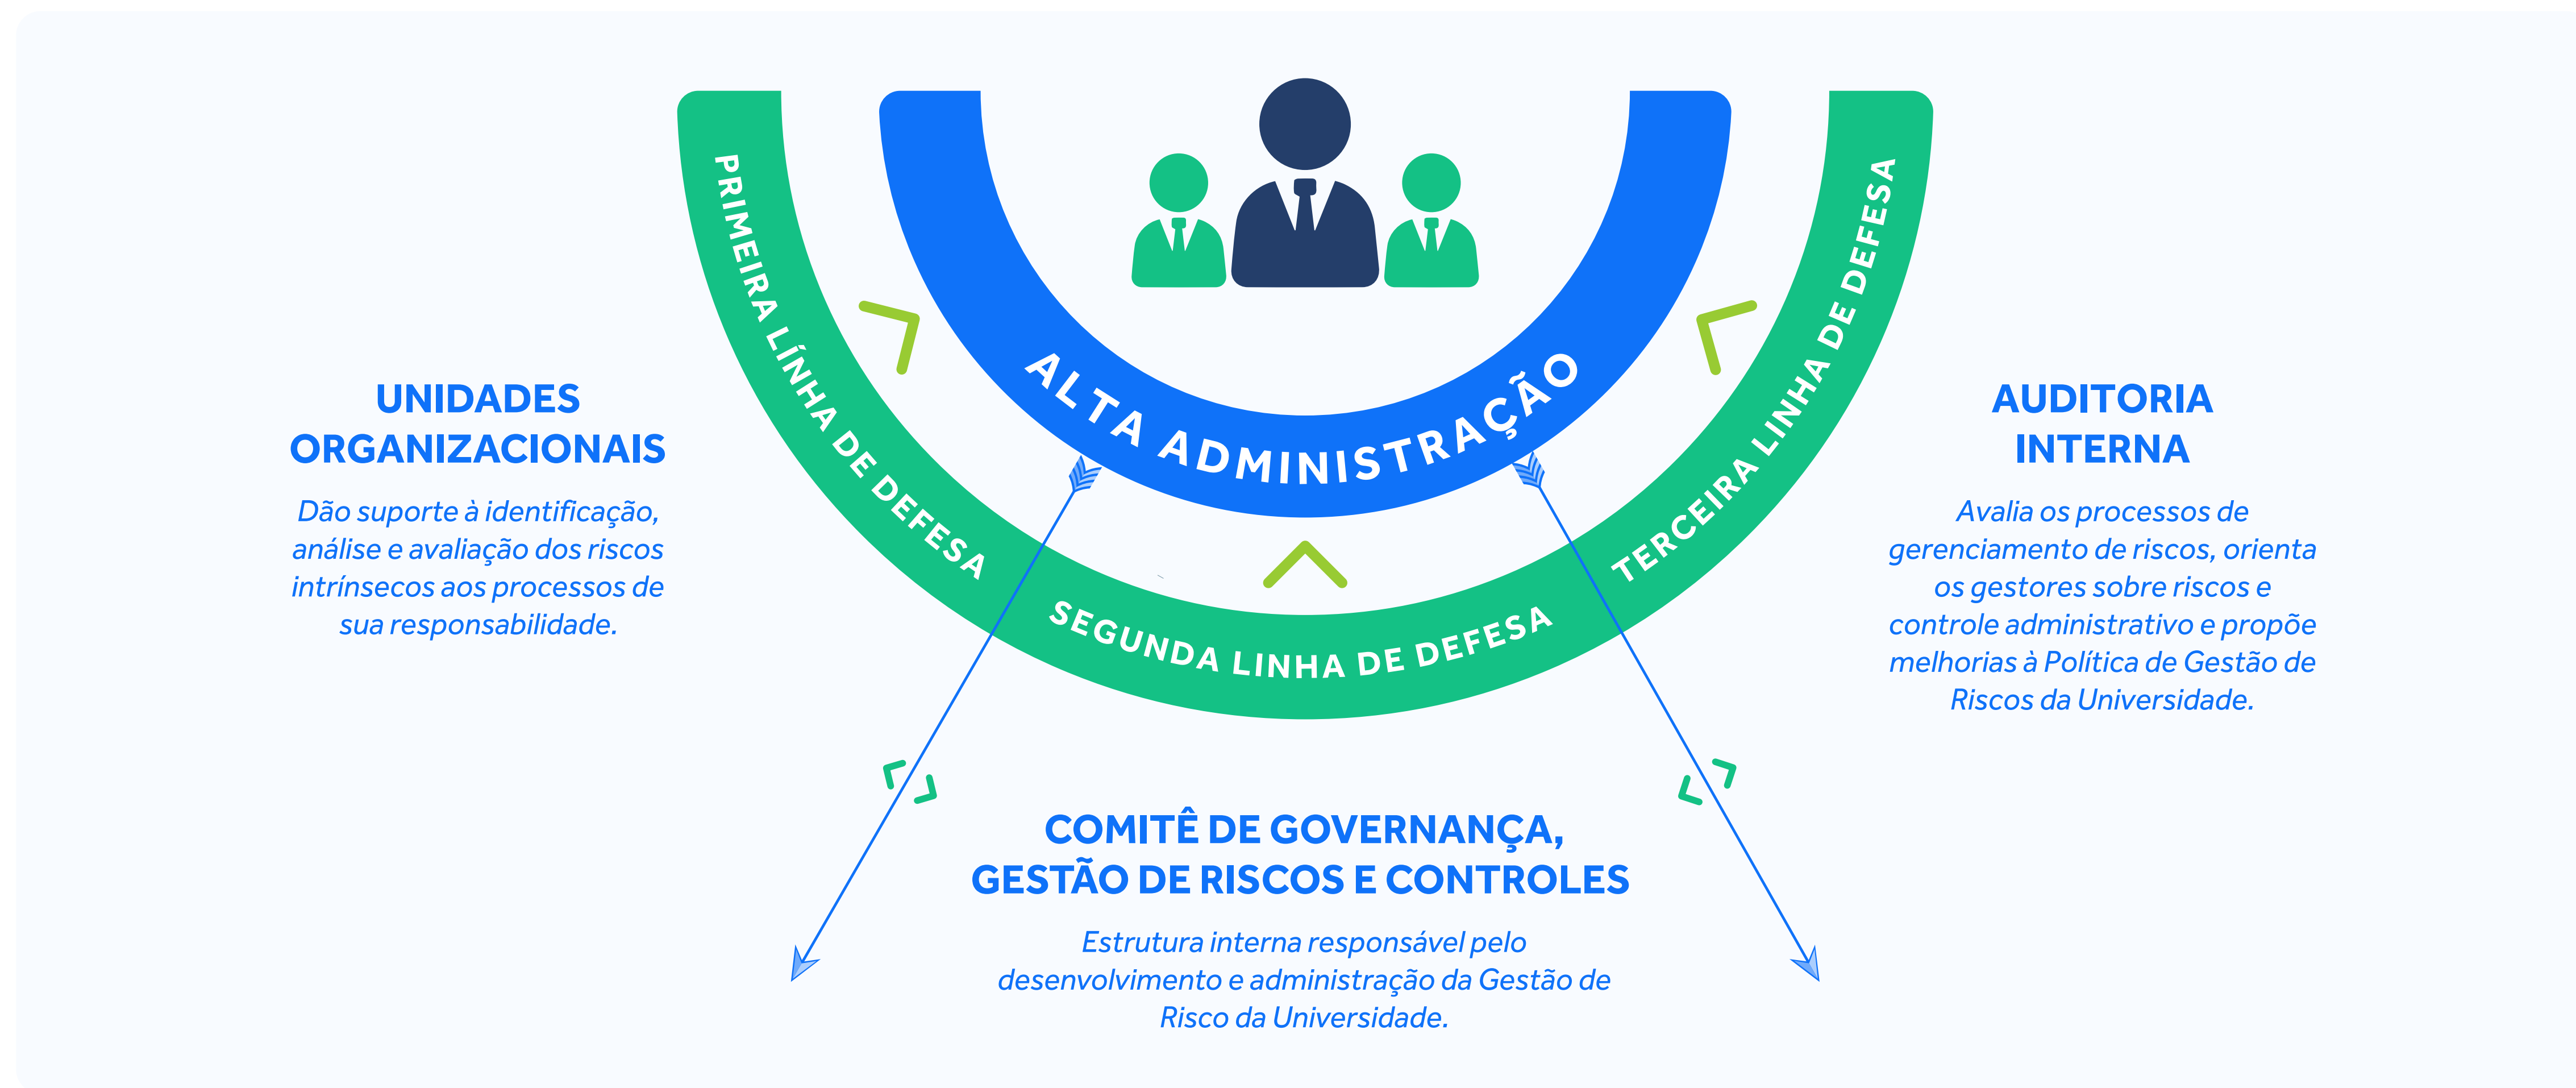 PRIMEIRA LÍNHA DE DEFESA
ALTA ADMINISTRAÇÃO
SEGUNDA LINHA DE DEFESA
TERCEIRA LINHA DE DEFESA
UNIDADES
ORGANIZACIONAIS
Dão suporte à identificação,
análise e avaliação dos riscos
intrínsecos aos processos de
sua responsabilidade.
COMITÊ DE GOVERNANÇA,
GESTÃO DE RISCOS E CONTROLES
Estrutura interna responsável pelo
desenvolvimento e administração da Gestão de
Risco da Universidade.
AUDITORIA
INTERNA
Avalia os processos de
gerenciamento de riscos, orienta
os gestores sobre riscos e
controle administrativo e propõe
melhorias à Política de Gestão de
Riscos da Universidade.